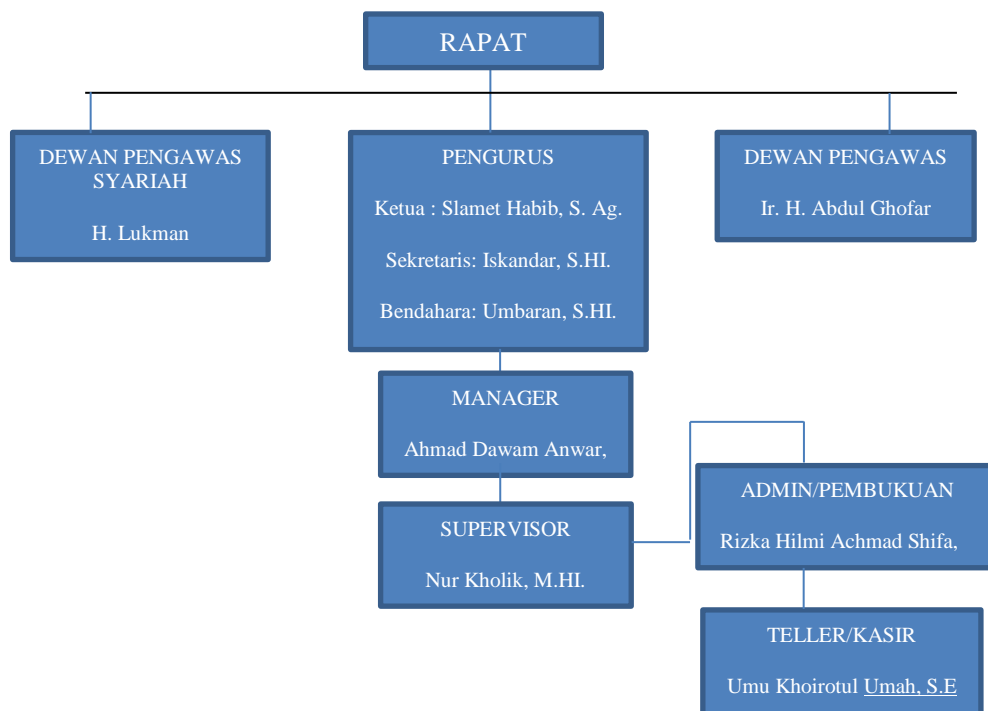 RAPAT
DEWAN PENGAWAS
SYARIAH
H. Lukman
PENGURUS
Ketua : Slamet Habib, S. Ag.
Sekretaris: Iskandar, S.HI.
Bendahara: Umbaran, S.HI.
DEWAN PENGAWAS
Ir. H. Abdul Ghofar
MANAGER
Ahmad Dawam Anwar,
SUPERVISOR
Nur Kholik, M.HI.
ADMIN/PEMBUKUAN
Rizka Hilmi Achmad Shifa,
TELLER/KASIR
Umu Khoirotul Umah, S.E